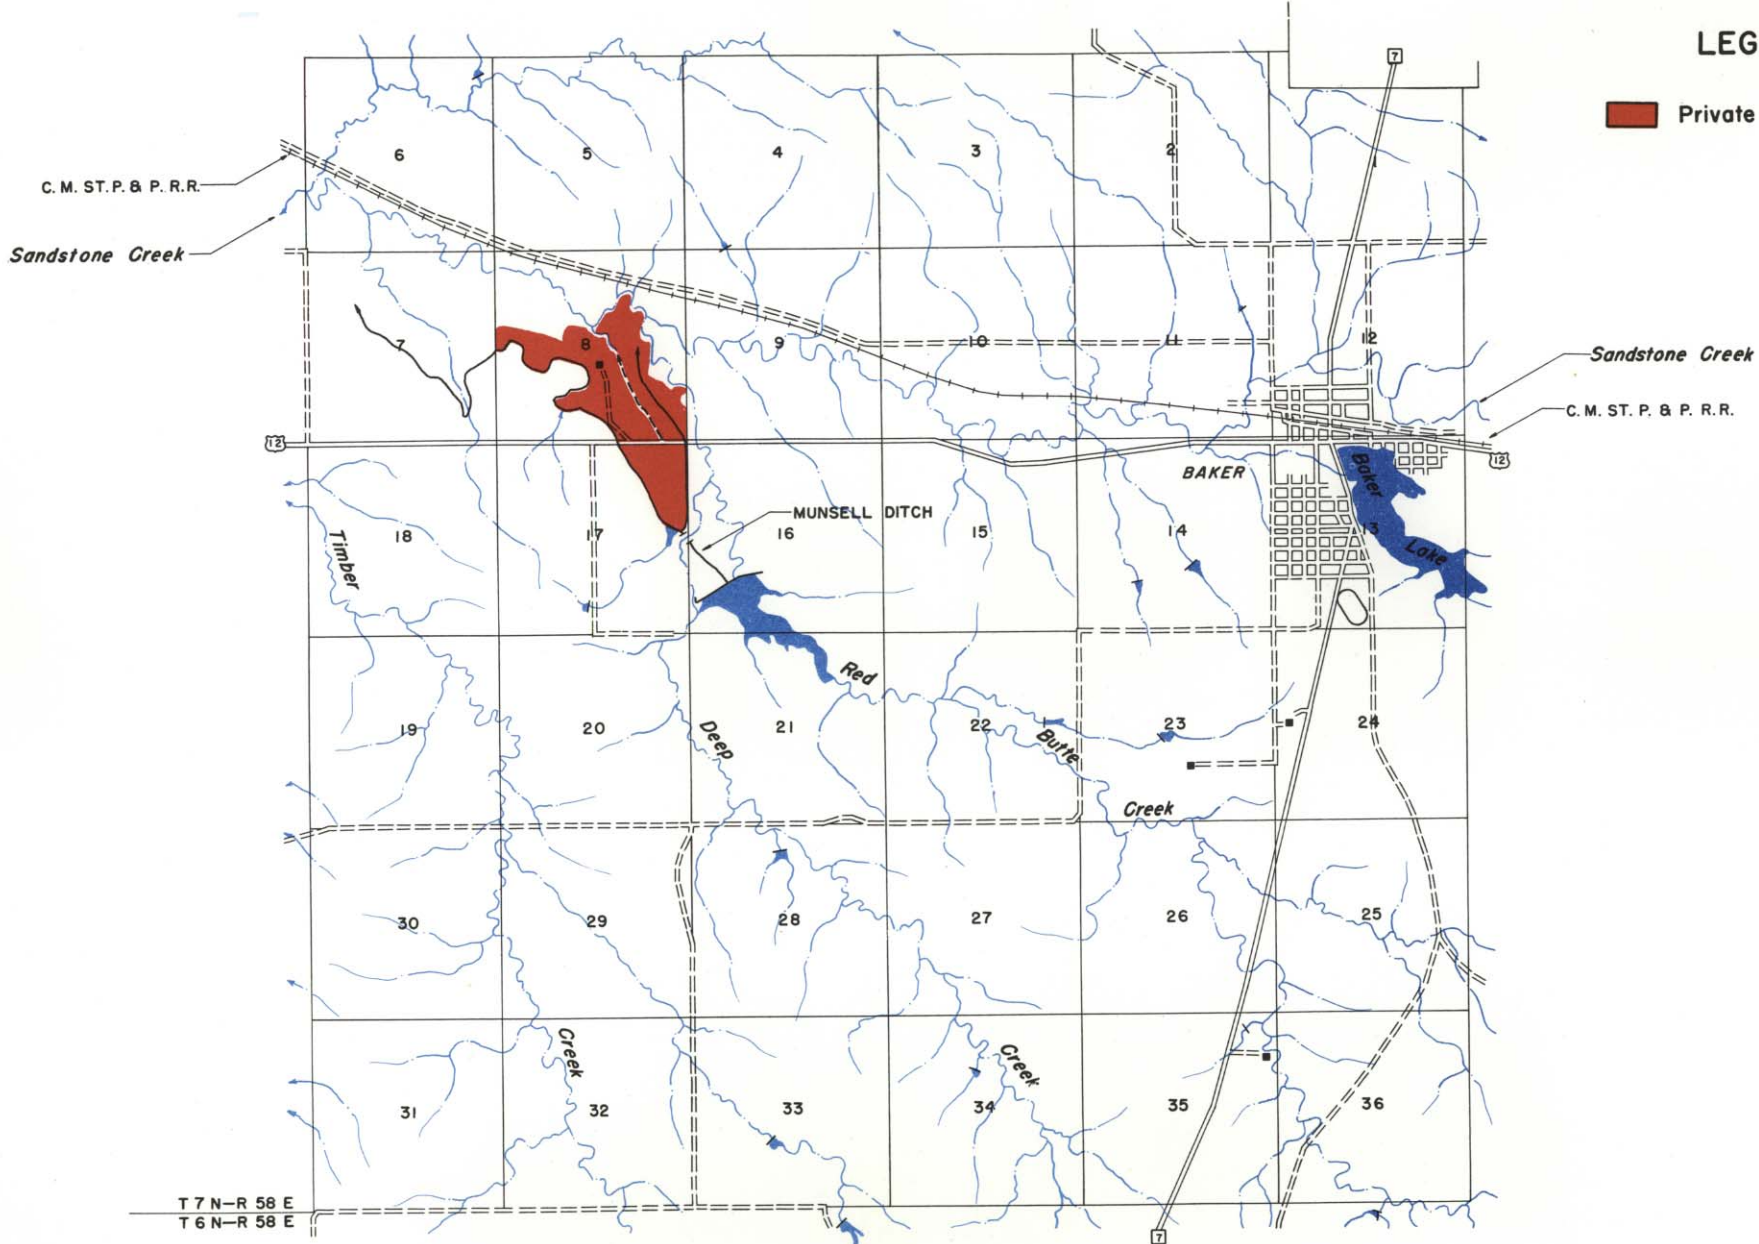 LEG
7
Private
6
5
4
3
2
1
C. M. ST. P. & P. R.R.
Sandstone Creek
7
8
9
10
11
12
Sandstone Creek
C. M. ST. P. & P. R.R.
12
12
BAKER
Baker
Lake
MUNSELL DITCH
18
17
16
15
14
13
Timber
Red
19
20
Deep
21
22
Butte
23
24
Creek
30
29
28
27
26
25
Creek
Creek
31
32
33
34
35
36
T 7 N–R 58 E
T 6 N–R 58 E
7